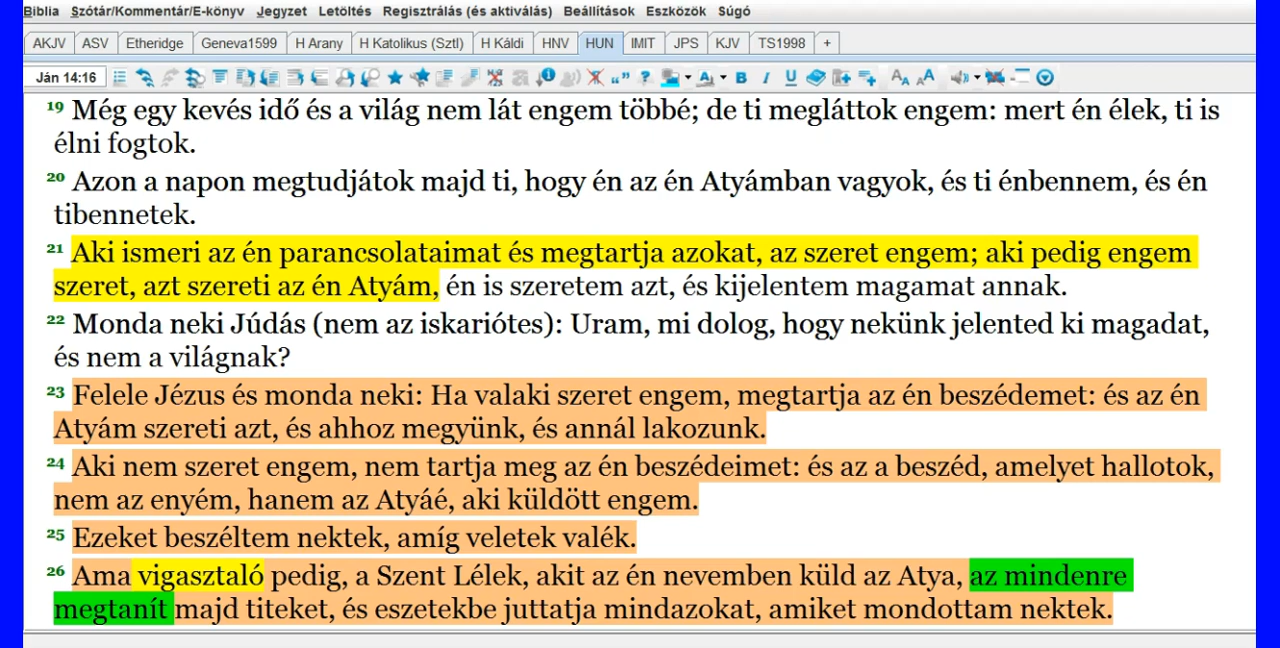 Biblia Szótár/Kommentár/E-könyv Jegyzet Letöltés Regisztrálás (és aktiválás) Beállítások Eszközök Súgó
AKJV ASV Etheridge Geneva1599 H Arany H Katolikus (Sztl) H Káldi HNV HUN IMIT JPS KJV TS1998 +
Ján 14:16
19 Még egy kevés idő és a világ nem lát engem többé; de ti megláttok engem: mert én élek, ti is
élni fogtok.
20 Azon a napon megtudjátok majd ti, hogy én az én Atyámban vagyok, és ti énbennem, és én
tibennetek.
21 Aki ismeri az én parancsolataimat és megtartja azokat, az szeret engem; aki pedig engem
szeret, azt szereti az én Atyám, én is szeretem azt, és kijelentem magamat annak.
22 Monda neki Júdás (nem az iskariótes): Uram, mi dolog, hogy nekünk jelented ki magadat,
és nem a világnak?
23 Felele Jézus és monda neki: Ha valaki szeret engem, megtartja az én beszédemet: és az én
Atyám szereti azt, és ahhoz megyünk, és annál lakozunk.
24 Aki nem szeret engem, nem tartja meg az én beszédeimet: és az a beszéd, amelyet hallotok,
nem az enyém, hanem az Atyáé, aki küldött engem.
25 Ezeket beszéltem nektek, amíg veletek valék.
26 Ama vigasztaló pedig, a Szent Lélek, akit az én nevemben küld az Atya, az mindenre
megtanít majd titeket, és eszetekbe juttatja mindazokat, amiket mondottam nektek.